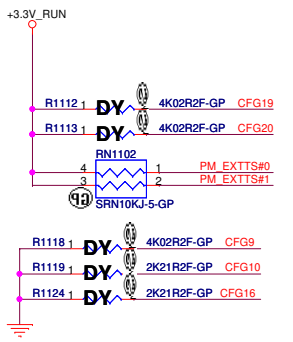 +3.3V_RUN
R1112 1 DY 4K02R2F-GP CFG19
R1113 1 DY 4K02R2F-GP CFG20
RN1102
4 1 PM_EXTTS#0
3 2 PM_EXTTS#1
GP SRN10KJ-5-GP
R1118 1 DY 4K02R2F-GP CFG9
R1119 1 DY 2K21R2F-GP CFG10
R1124 1 DY 2K21R2F-GP CFG16